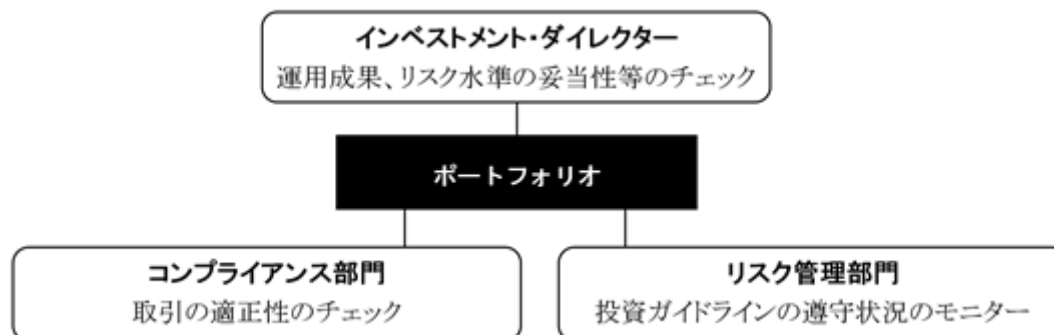 インベストメント・ダイレクター
運用成果、リスク水準の妥当性等のチェック
ポートフォリオ
コンプライアンス部門
取引の適正性のチェック
リスク管理部門
投資ガイドラインの遵守状況のモニター